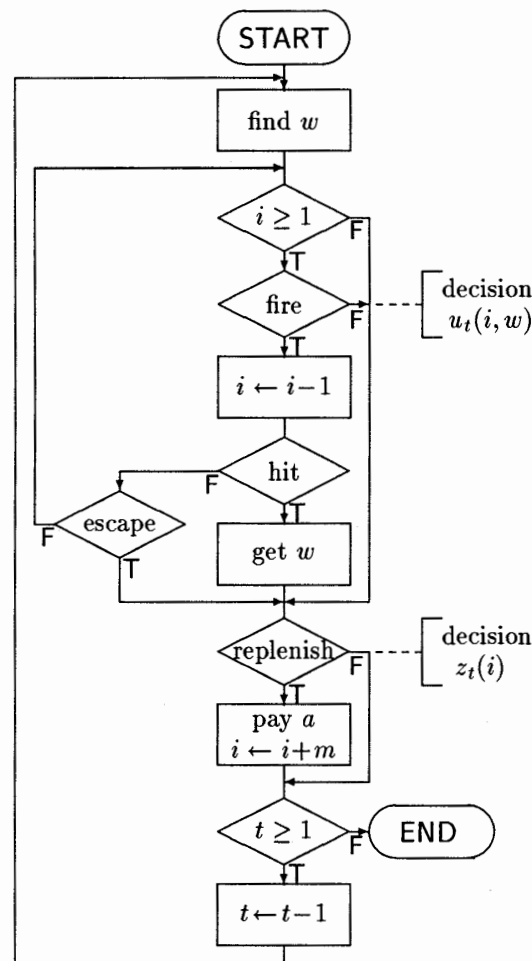 START
find w
i ≥ 1
F
T
fire
F
decision
u_t(i, w)
T
i ← i−1
hit
F
T
escape
F
T
get w
replenish
F
decision
z_t(i)
T
pay a
i ← i+m
t ≥ 1
F
END
T
t←t−1